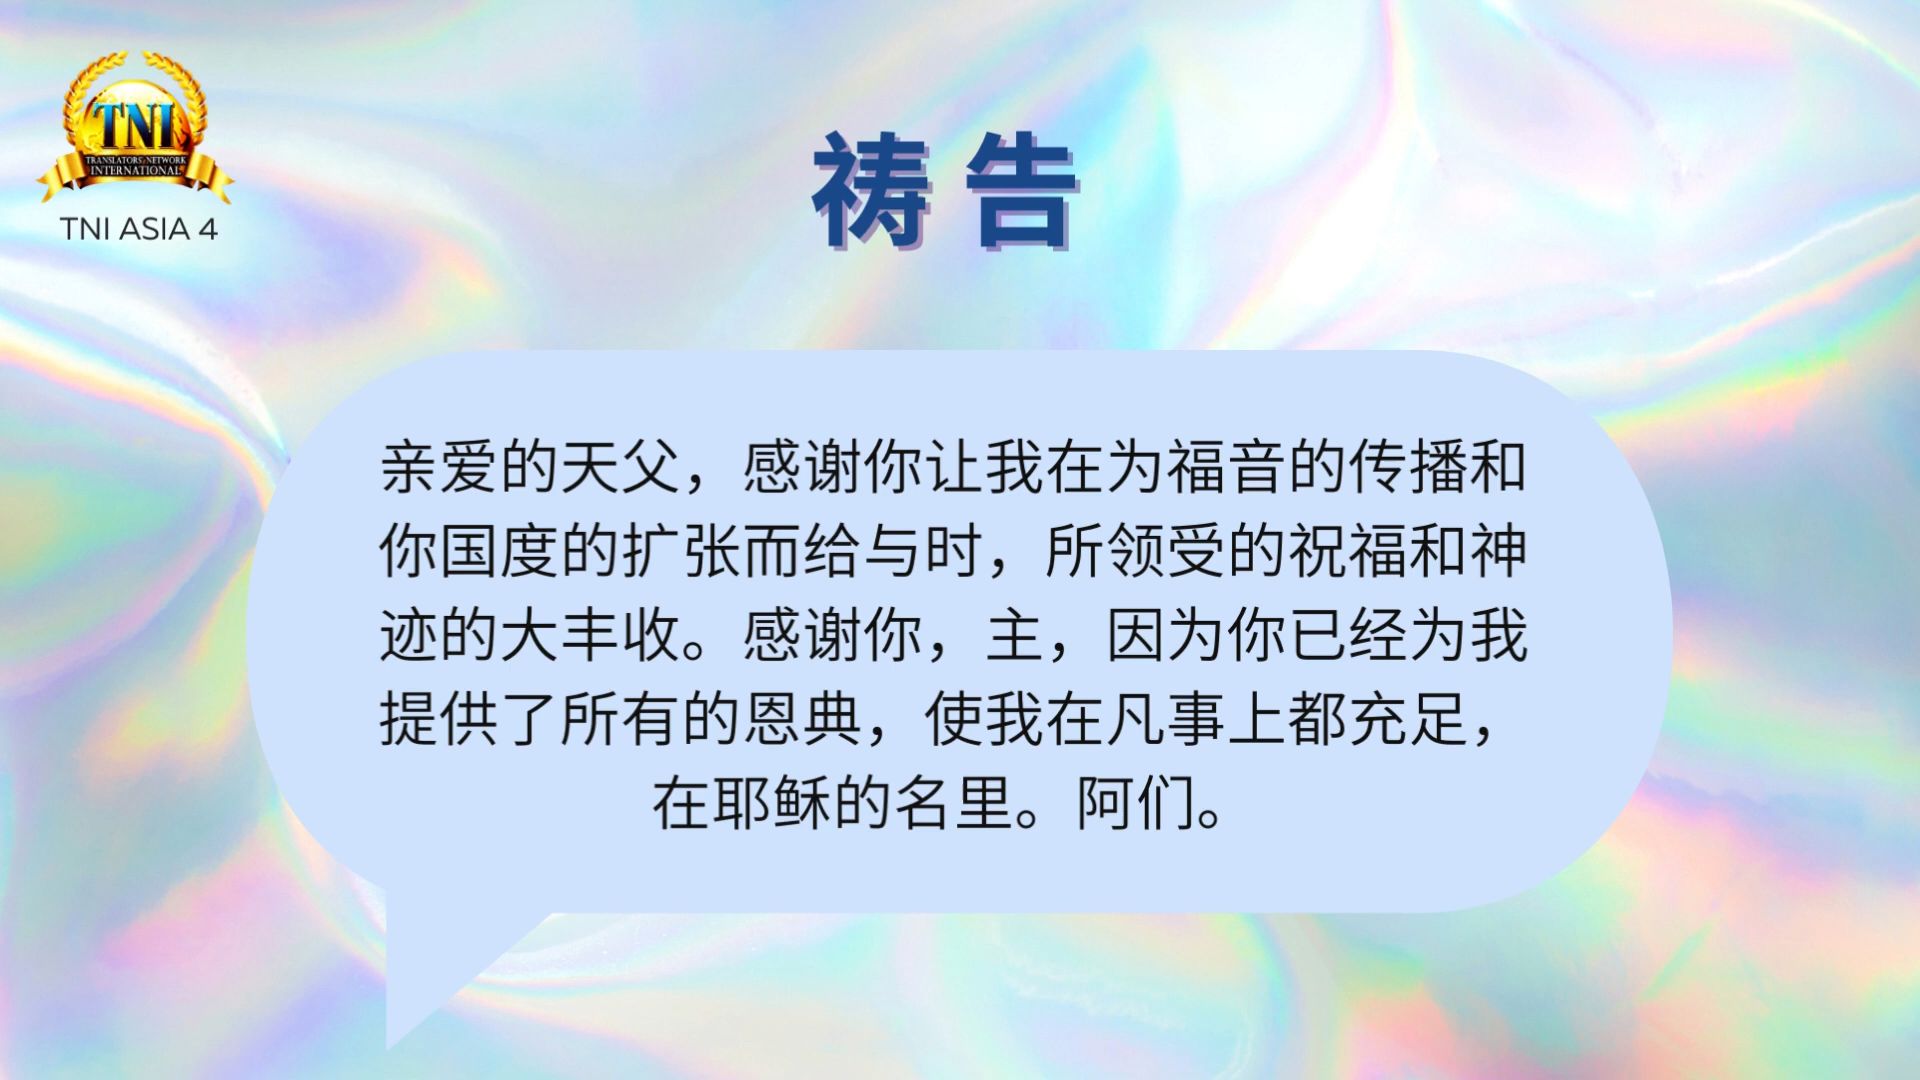 TNI
TRANSLATORS NETWORK
INTERNATIONAL
TNI ASIA 4
祷告
亲爱的天父，感谢你让我在为福音的传播和
你国度的扩张而给与时，所领受的祝福和神
迹的大丰收。感谢你，主，因为你已经为我
提供了所有的恩典，使我在凡事上都充足，
在耶稣的名里。阿们。